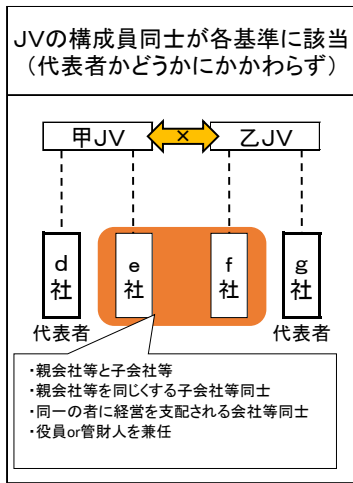 JVの構成員同士が各基準に該当
(代表者かどうかにかかわらず)
甲JV × 乙JV
d社 e社 f社 g社
代表者 代表者
・親会社等と子会社等
・親会社等を同じくする子会社等同士
・同一の者に経営を支配される会社等同士
・役員or管財人を兼任